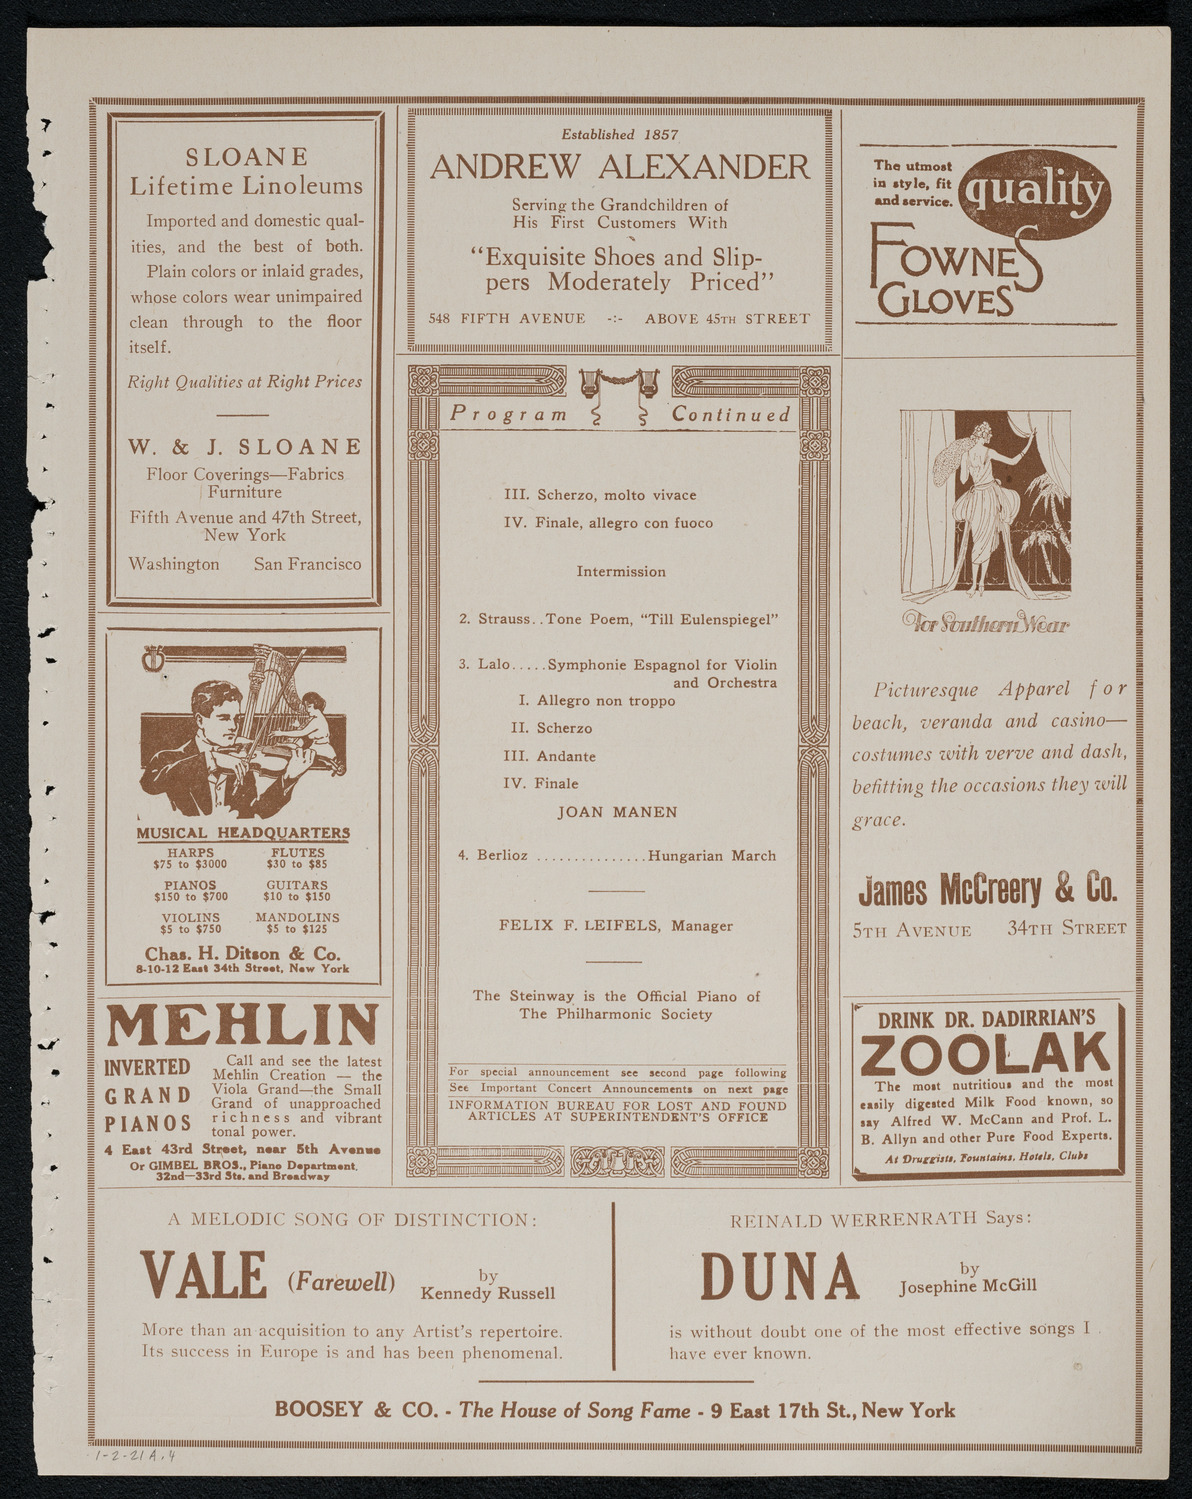 SLOANE
Lifetime Linoleums
Imported and domestic qual-
ities, and the best of both.
Plain colors or inlaid grades,
whose colors wear unimpaired
clean through to the floor
itself.
Right Qualities at Right Prices
W. & J. SLOANE
Floor Coverings—Fabrics
Furniture
Fifth Avenue and 47th Street,
New York
Washington San Francisco
MUSICAL HEADQUARTERS
HARPS FLUTES
$75 to $3000 $30 to $85
PIANOS GUITARS
$150 to $700 $10 to $150
VIOLINS MANDOLINS
$5 to $750 $5 to $125
Chas. H. Ditson & Co.
8-10-12 East 34th Street, New York
MEHLIN
INVERTED
GRAND
PIANOS
Call and see the latest
Mehlin Creation — the
Viola Grand—the Small
Grand of unapproached
richness and vibrant
tonal power.
4 East 43rd Street, near 5th Avenue
Or GIMBEL BROS., Piano Department,
32nd—33rd Sts. and Broadway
Established 1857
ANDREW ALEXANDER
Serving the Grandchildren of
His First Customers With
"Exquisite Shoes and Slip-
pers Moderately Priced"
548 FIFTH AVENUE -:- ABOVE 45TH STREET
Program Continued
III. Scherzo, molto vivace
IV. Finale, allegro con fuoco
Intermission
2. Strauss..Tone Poem, "Till Eulenspiegel"
3. Lalo.....Symphonie Espagnol for Violin
and Orchestra
I. Allegro non troppo
II. Scherzo
III. Andante
IV. Finale
JOAN MANEN
4. Berlioz ...............Hungarian March
FELIX F. LEIFELS, Manager
The Steinway is the Official Piano of
The Philharmonic Society
For special announcement see second page following
See Important Concert Announcements on next page
INFORMATION BUREAU FOR LOST AND FOUND
ARTICLES AT SUPERINTENDENT'S OFFICE
The utmost
in style, fit
and service.
quality
FOWNES
GLOVES
For Southern Wear
Picturesque Apparel for
beach, veranda and casino—
costumes with verve and dash,
befitting the occasions they will
grace.
James McCreery & Co.
5TH AVENUE 34TH STREET
DRINK DR. DADIRRIAN'S
ZOOLAK
The most nutritious and the most
easily digested Milk Food known, so
say Alfred W. McCann and Prof. L.
B. Allyn and other Pure Food Experts.
At Druggists, Fountains, Hotels, Clubs
A MELODIC SONG OF DISTINCTION:
VALE (Farewell) by
Kennedy Russell
More than an acquisition to any Artist's repertoire.
Its success in Europe is and has been phenomenal.
REINALD WERRENRATH Says:
DUNA by
Josephine McGill
is without doubt one of the most effective songs I
have ever known.
BOOSEY & CO. - The House of Song Fame - 9 East 17th St., New York
1-2-21A.4